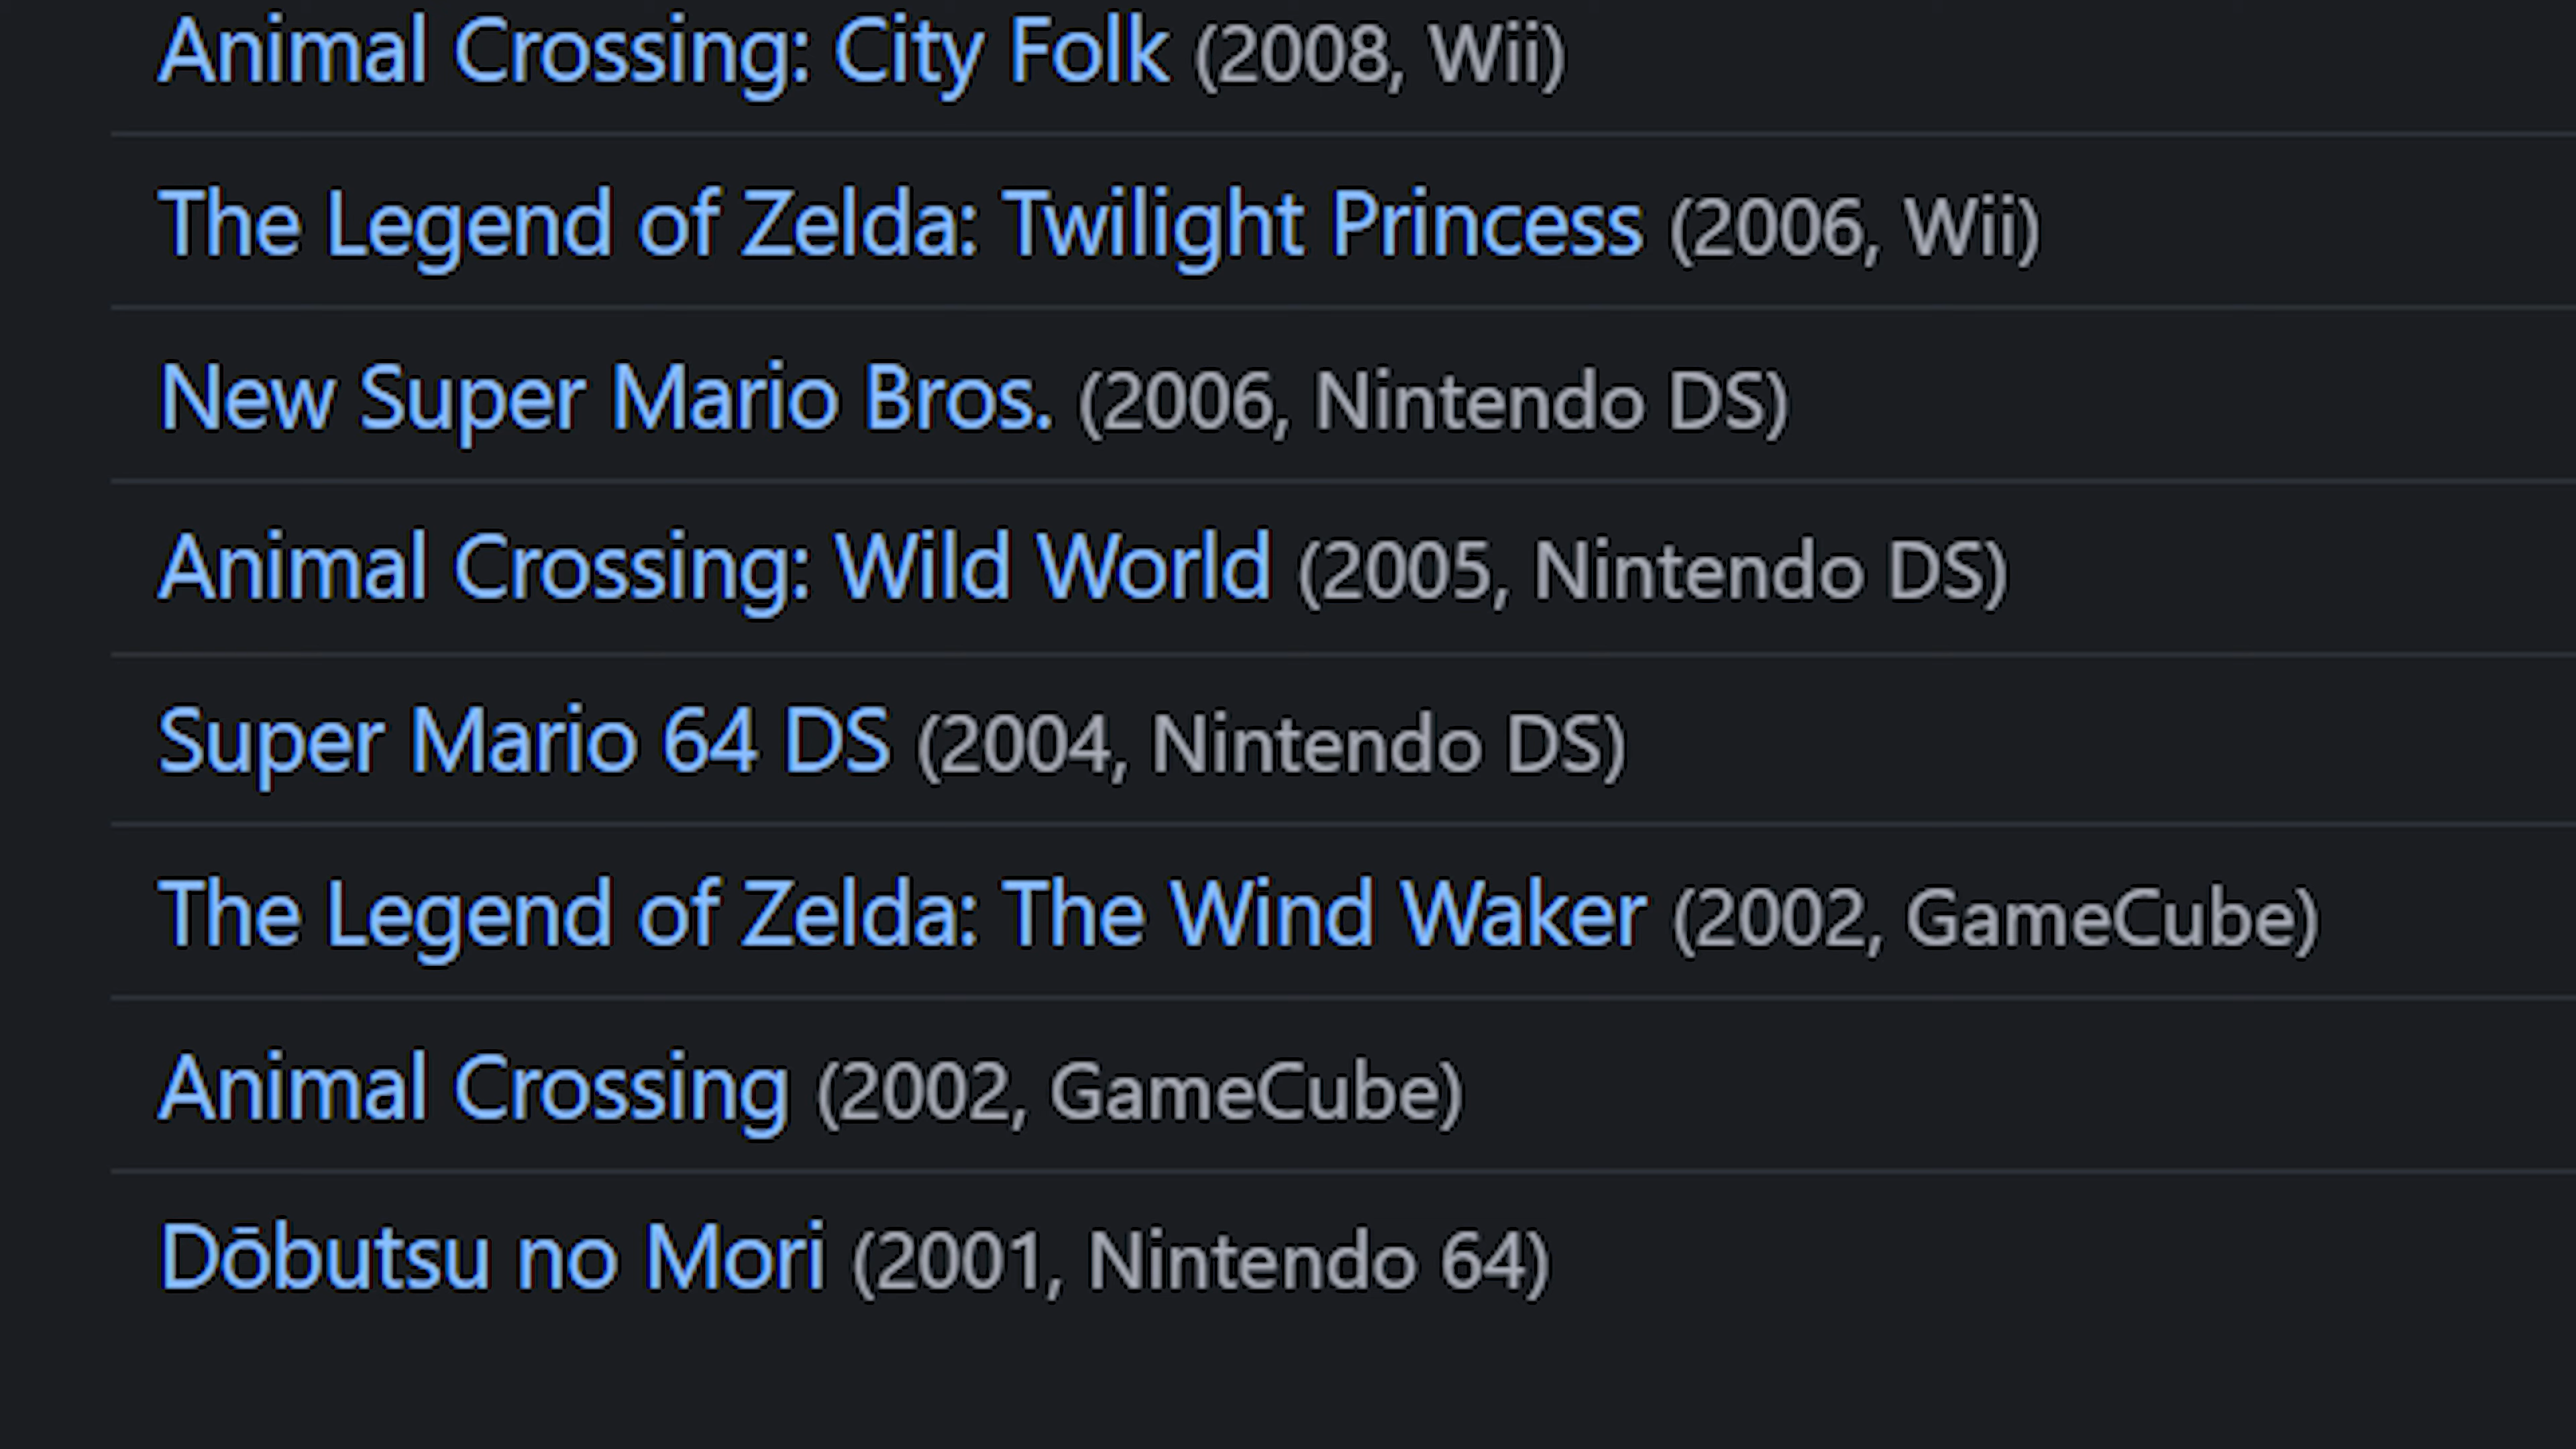 Animal Crossing: City Folk (2008, Wii)
The Legend of Zelda: Twilight Princess (2006, Wii)
New Super Mario Bros. (2006, Nintendo DS)
Animal Crossing: Wild World (2005, Nintendo DS)
Super Mario 64 DS (2004, Nintendo DS)
The Legend of Zelda: The Wind Waker (2002, GameCube)
Animal Crossing (2002, GameCube)
Dōbutsu no Mori (2001, Nintendo 64)